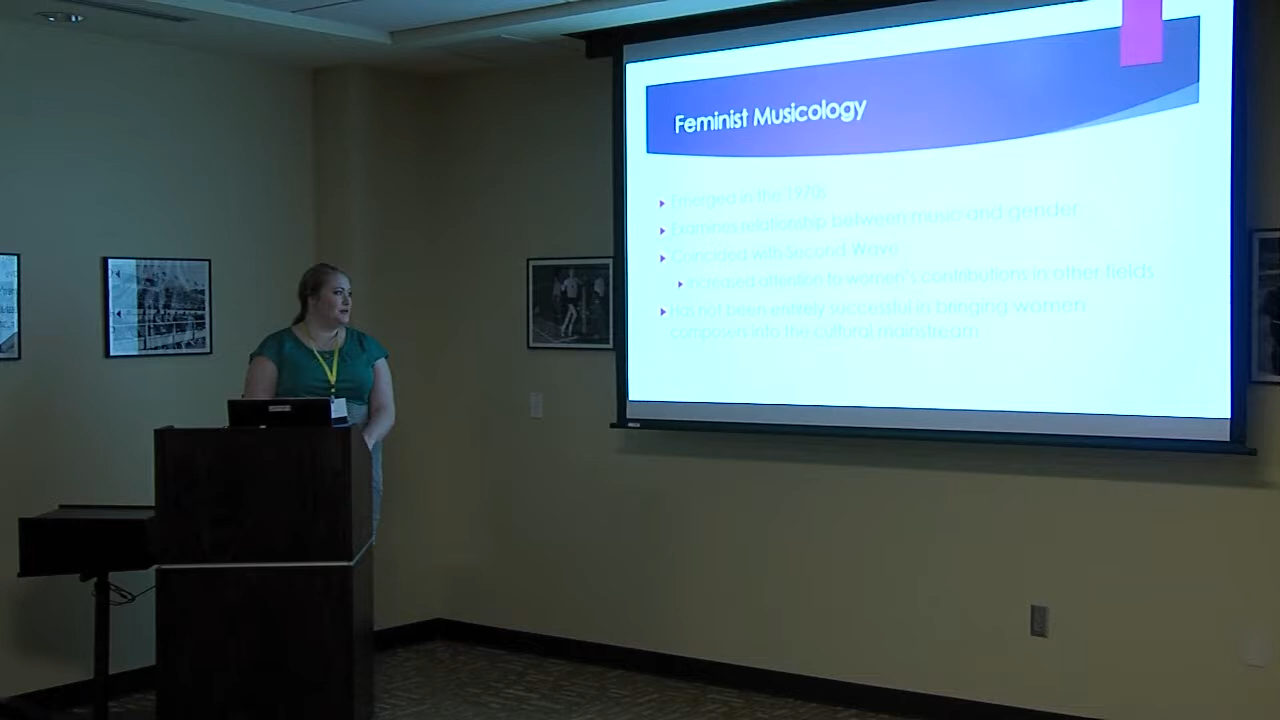 Feminist Musicology
Emerged in the 1970s
Examines relationship between music and gender
Coincided with Second Wave
Increased attention to women's contributions in other fields
Has not been entirely successful in bringing women
composers into the cultural mainstream